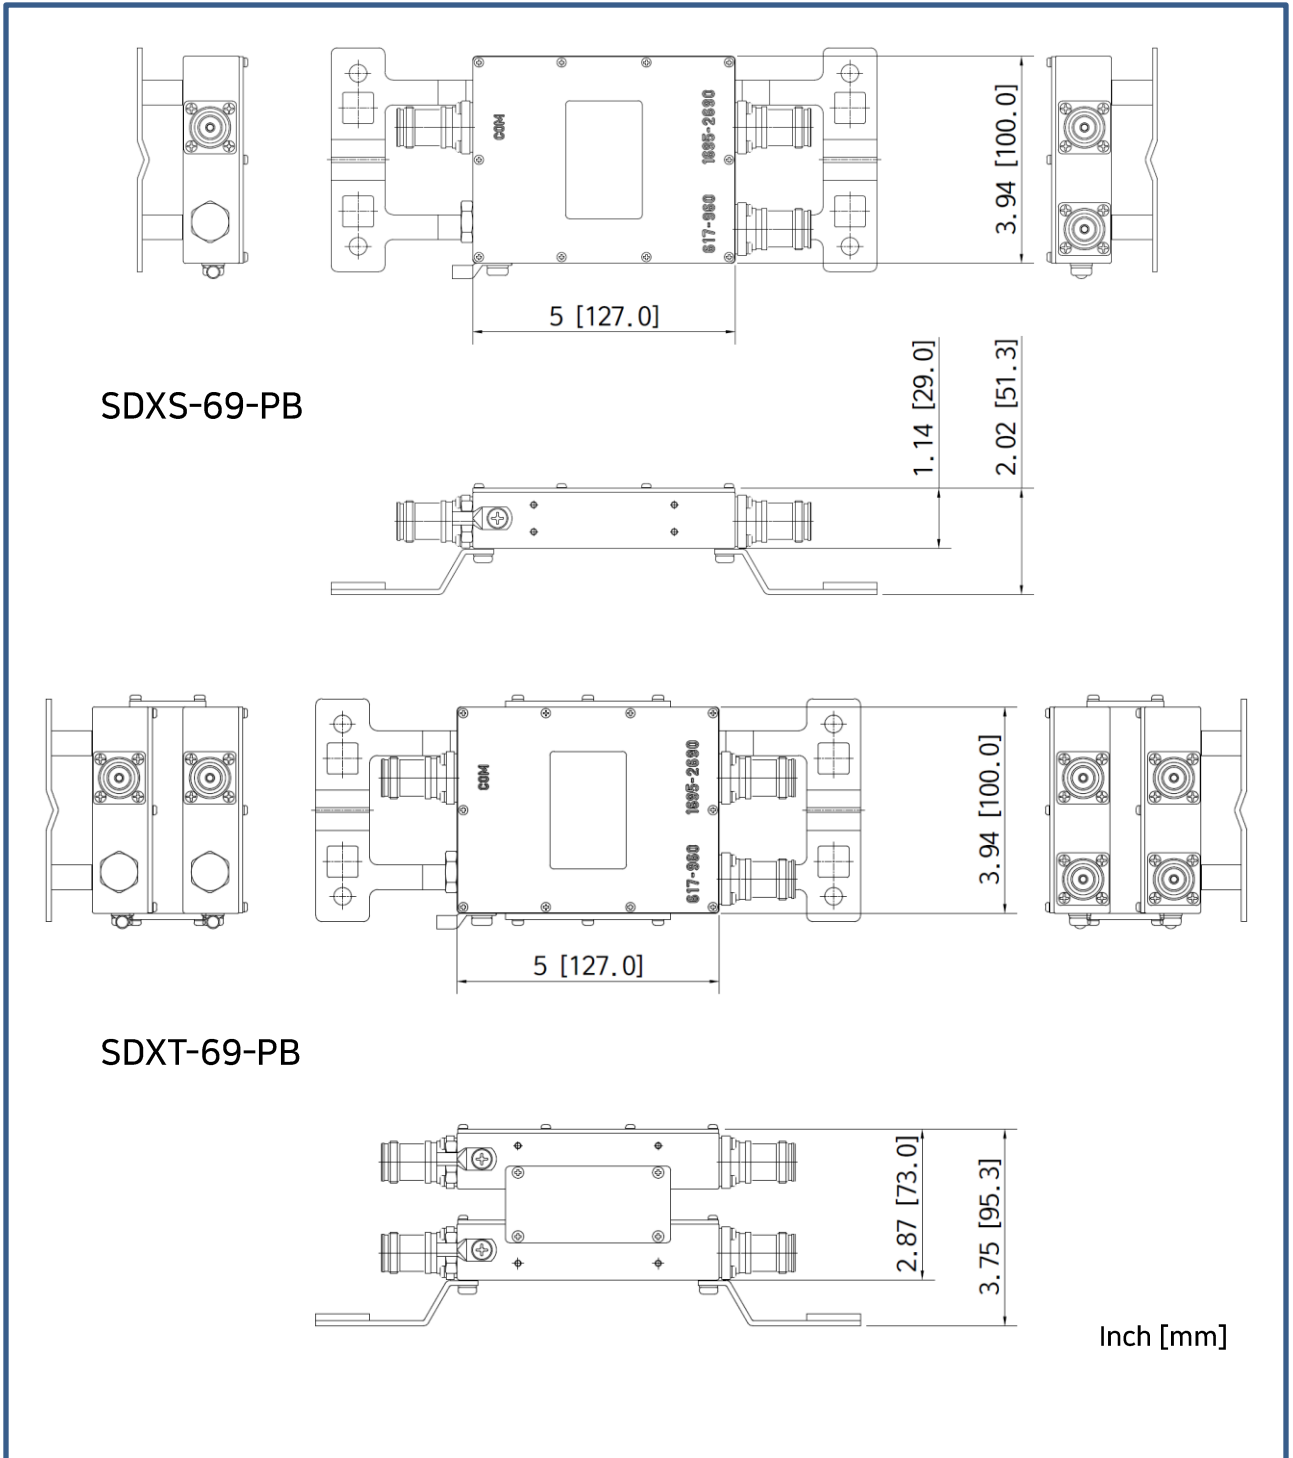 COM
1695-2690
617-960
3.94 [100.0]
5 [127.0]
1.14 [29.0]
2.02 [51.3]
SDXS-69-PB
COM
1695-2690
617-960
3.94 [100.0]
5 [127.0]
SDXT-69-PB
2.87 [73.0]
3.75 [95.3]
Inch [mm]